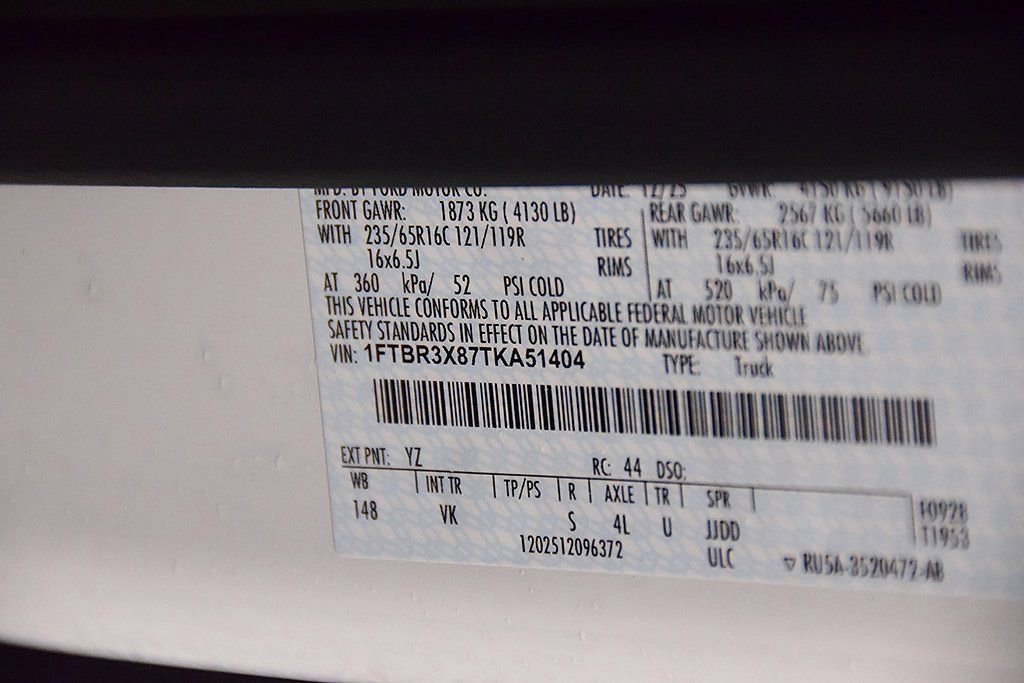 MFD. BY FORD MOTOR CO. DATE: 12/25 GVWR: 4150 KG ( 9150 LB)
FRONT GAWR: 1873 KG ( 4130 LB) REAR GAWR: 2567 KG ( 5660 LB)
WITH 235/65R16C 121/119R TIRES WITH 235/65R16C 121/119R TIRES
16x6.5J RIMS 16x6.5J RIMS
AT 360 kPa/ 52 PSI COLD AT 520 kPa/ 75 PSI COLD
THIS VEHICLE CONFORMS TO ALL APPLICABLE FEDERAL MOTOR VEHICLE
SAFETY STANDARDS IN EFFECT ON THE DATE OF MANUFACTURE SHOWN ABOVE.
VIN: 1FTBR3X87TKA51404 TYPE: Truck
EXT PNT: YZ RC: 44 DSO:
WB INT TR TP/PS R AXLE TR SPR
148 VK S 4L U JJDD
1202512096372 ULC
T1953
▽ RU5A-3520472-AB